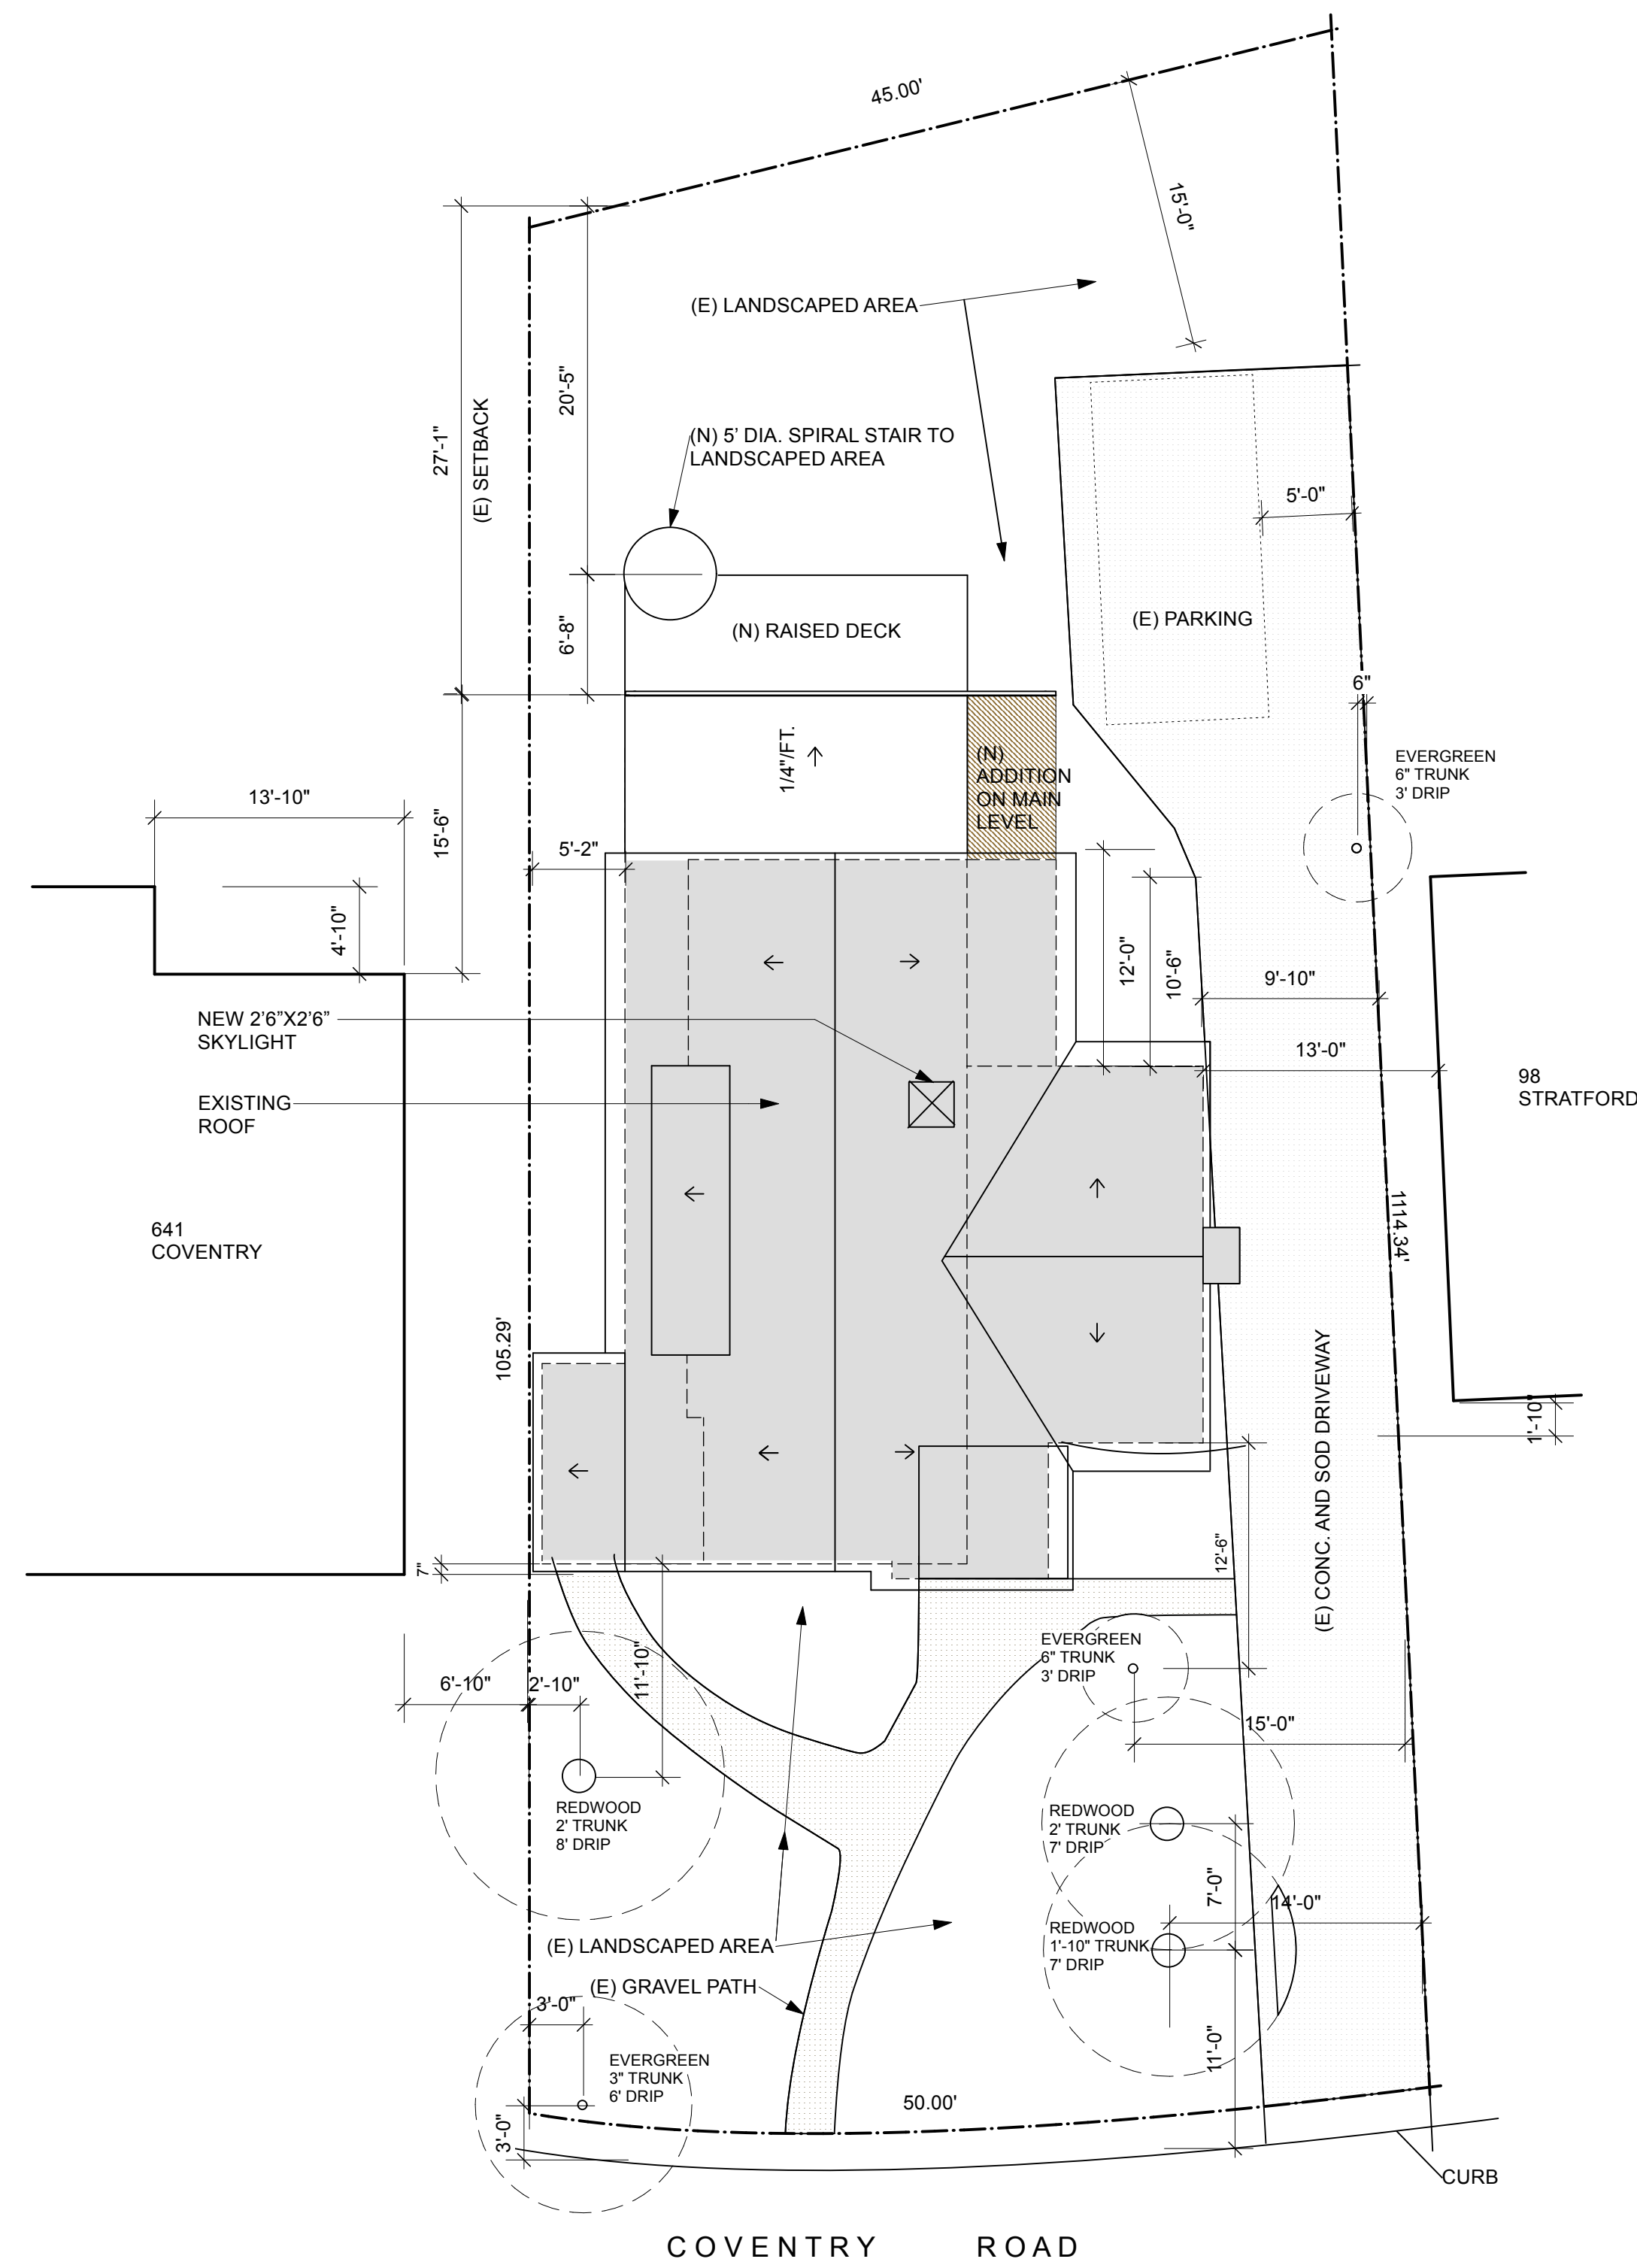 45.00'
15'-0"
(E) LANDSCAPED AREA
20'-5"
27'-1"
(E) SETBACK
(N) 5’ DIA. SPIRAL STAIR TO
LANDSCAPED AREA
5'-0"
(E) PARKING
6'-8"
(N) RAISED DECK
6"
1/4"/FT.
(N)
ADDITION
ON MAIN
LEVEL
EVERGREEN
6" TRUNK
3' DRIP
13'-10"
15'-6"
5'-2"
4'-10"
12'-0"
10'-6"
9'-10"
NEW 2’6”X2’6”
SKYLIGHT
13'-0"
98
STRATFORD
EXISTING
ROOF
641
COVENTRY
1114.34'
105.29'
(E) CONC. AND SOD DRIVEWAY
1'-10"
7"
12'-6"
11'-10"
EVERGREEN
6" TRUNK
3' DRIP
6'-10"
2'-10"
15'-0"
REDWOOD
2' TRUNK
8' DRIP
REDWOOD
2' TRUNK
7' DRIP
7'-0"
14'-0"
REDWOOD
1'-10" TRUNK
7' DRIP
(E) LANDSCAPED AREA
(E) GRAVEL PATH
3'-0"
11'-0"
EVERGREEN
3" TRUNK
6' DRIP
50.00'
3'-0"
CURB
COVENTRY ROAD